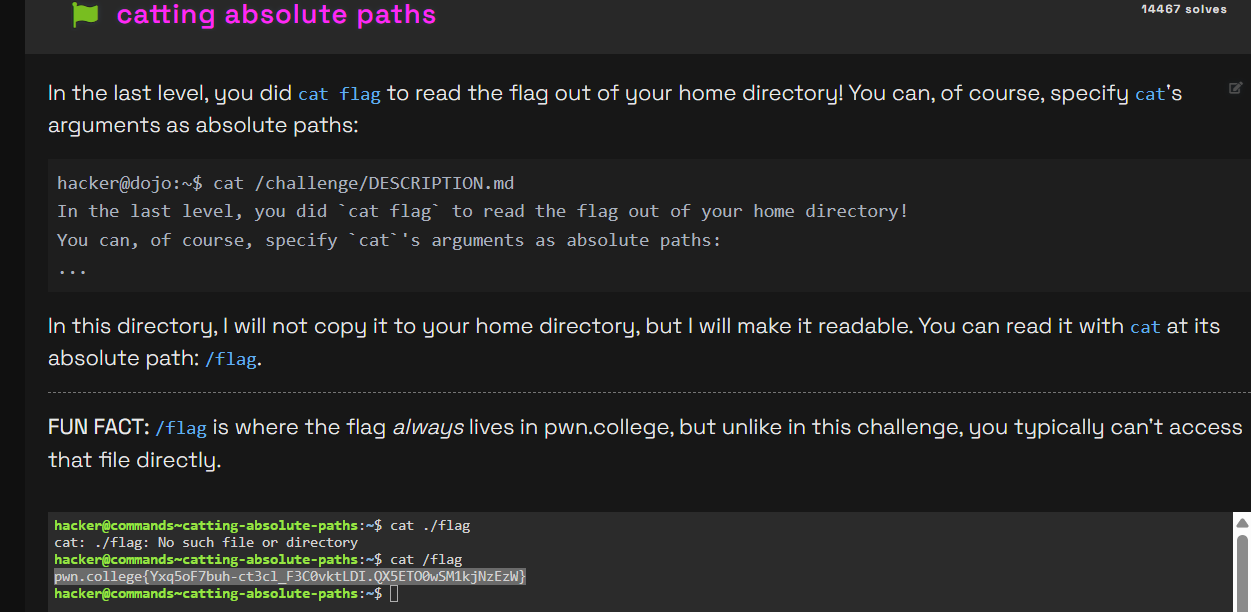 catting absolute paths
14467 solves
In the last level, you did cat flag to read the flag out of your home directory! You can, of course, specify cat's
arguments as absolute paths:
hacker@dojo:~$ cat /challenge/DESCRIPTION.md
In the last level, you did `cat flag` to read the flag out of your home directory!
You can, of course, specify `cat`'s arguments as absolute paths:
...
In this directory, I will not copy it to your home directory, but I will make it readable. You can read it with cat at its
absolute path: /flag.
FUN FACT: /flag is where the flag always lives in pwn.college, but unlike in this challenge, you typically can't access
that file directly.
hacker@commands~catting-absolute-paths:~$ cat ./flag
cat: ./flag: No such file or directory
hacker@commands~catting-absolute-paths:~$ cat /flag
pwn.college{Yxq5oF7buh-ct3cl_F3C0vktLDI.QX5ETO0wSM1kjNzEzW}
hacker@commands~catting-absolute-paths:~$